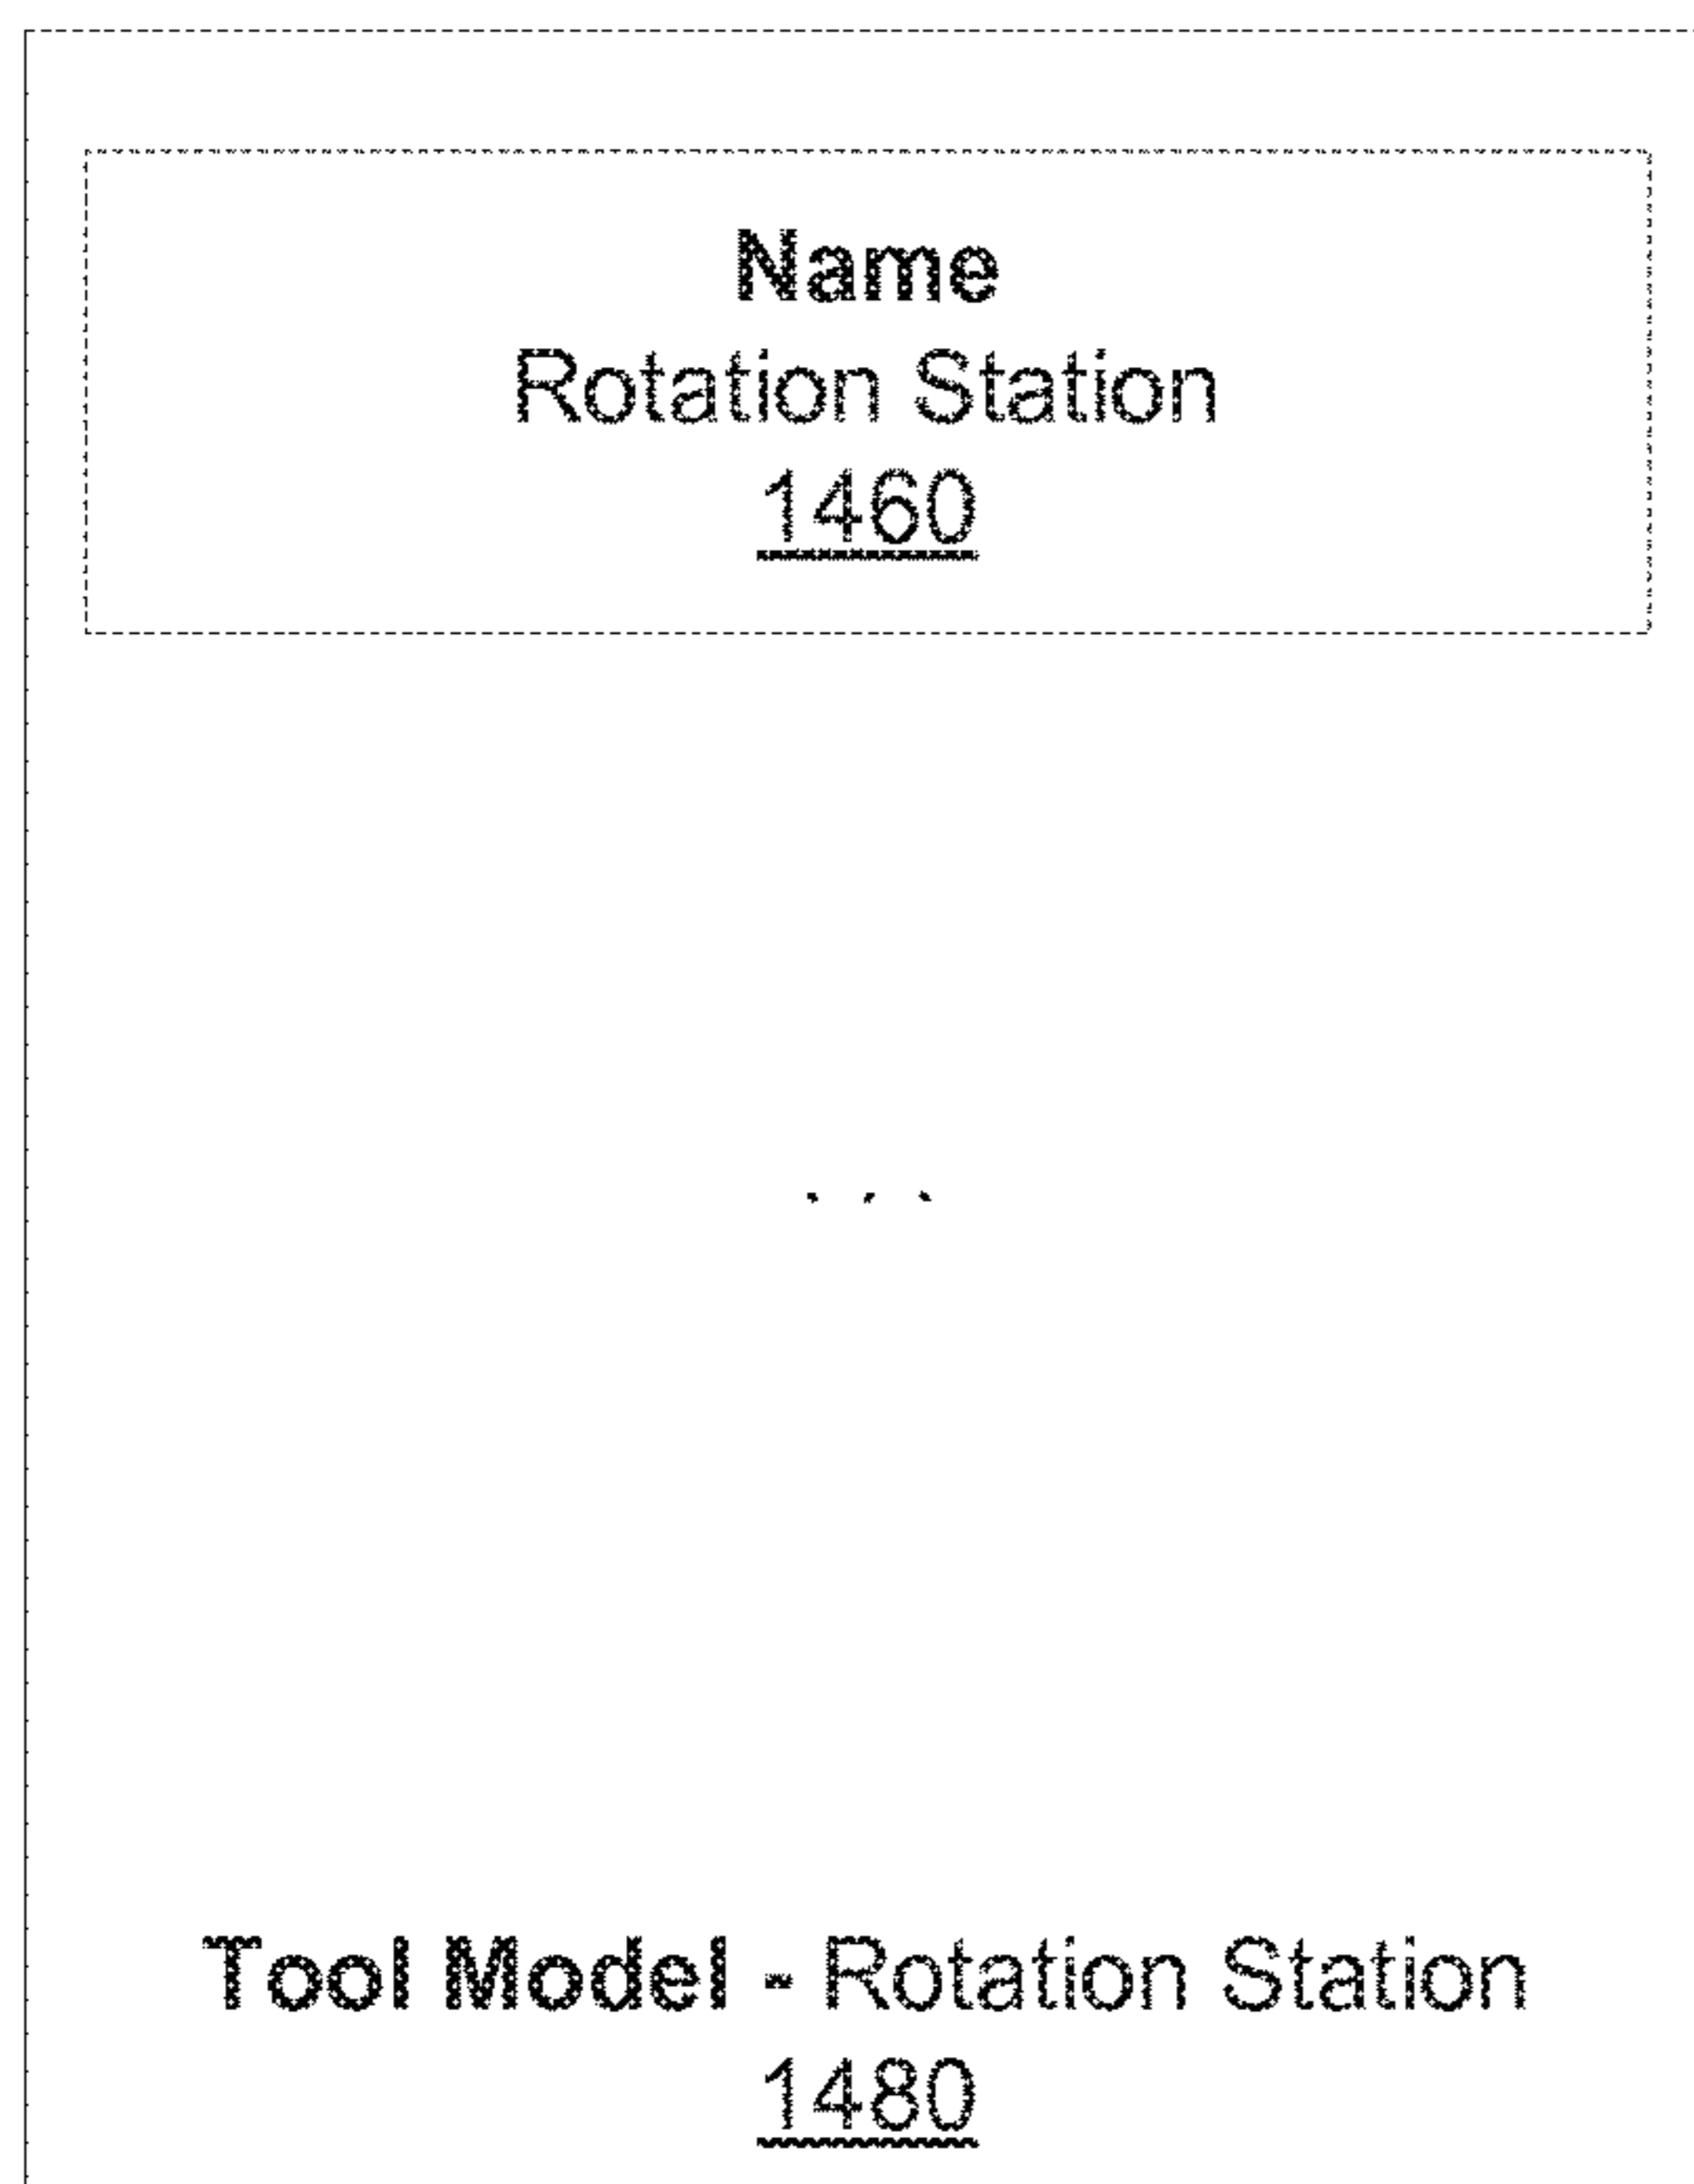 Name
Rotation Station
1460
. . .
Tool Model - Rotation Station
1480